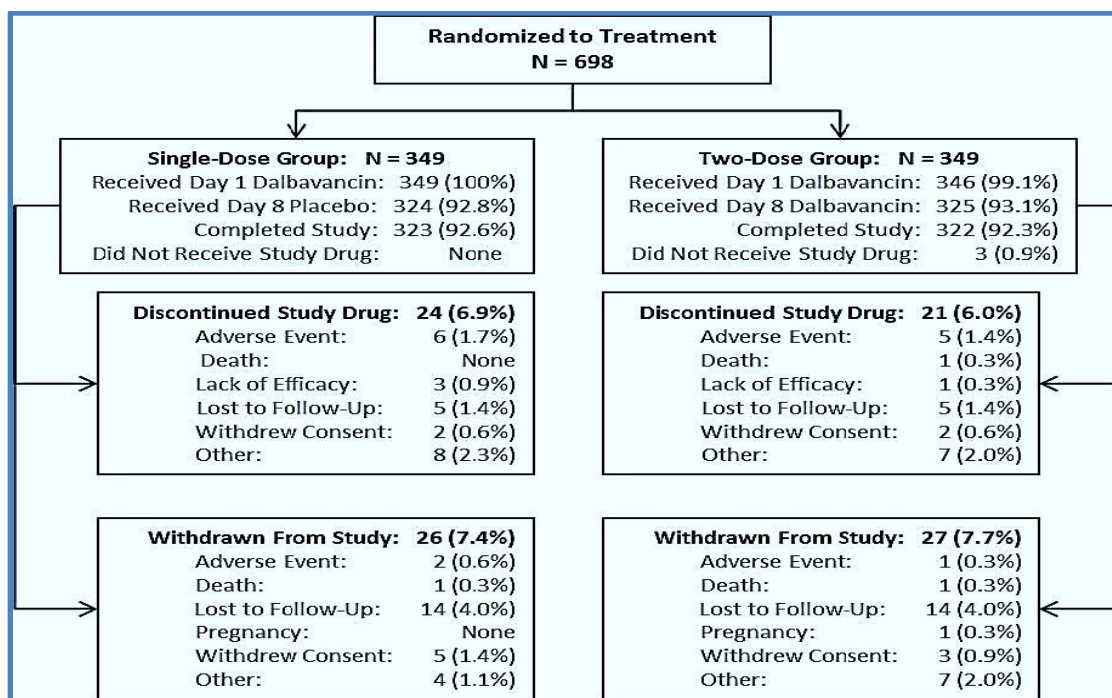 Randomized to Treatment
N = 698
Single-Dose Group: N = 349
Received Day 1 Dalbavancin: 349 (100%)
Received Day 8 Placebo: 324 (92.8%)
Completed Study: 323 (92.6%)
Did Not Receive Study Drug: None
Two-Dose Group: N = 349
Received Day 1 Dalbavancin: 346 (99.1%)
Received Day 8 Dalbavancin: 325 (93.1%)
Completed Study: 322 (92.3%)
Did Not Receive Study Drug: 3 (0.9%)
Discontinued Study Drug: 24 (6.9%)
Adverse Event: 6 (1.7%)
Death: None
Lack of Efficacy: 3 (0.9%)
Lost to Follow-Up: 5 (1.4%)
Withdrew Consent: 2 (0.6%)
Other: 8 (2.3%)
Discontinued Study Drug: 21 (6.0%)
Adverse Event: 5 (1.4%)
Death: 1 (0.3%)
Lack of Efficacy: 1 (0.3%)
Lost to Follow-Up: 5 (1.4%)
Withdrew Consent: 2 (0.6%)
Other: 7 (2.0%)
Withdrawn From Study: 26 (7.4%)
Adverse Event: 2 (0.6%)
Death: 1 (0.3%)
Lost to Follow-Up: 14 (4.0%)
Pregnancy: None
Withdrew Consent: 5 (1.4%)
Other: 4 (1.1%)
Withdrawn From Study: 27 (7.7%)
Adverse Event: 1 (0.3%)
Death: 1 (0.3%)
Lost to Follow-Up: 14 (4.0%)
Pregnancy: 1 (0.3%)
Withdrew Consent: 3 (0.9%)
Other: 7 (2.0%)